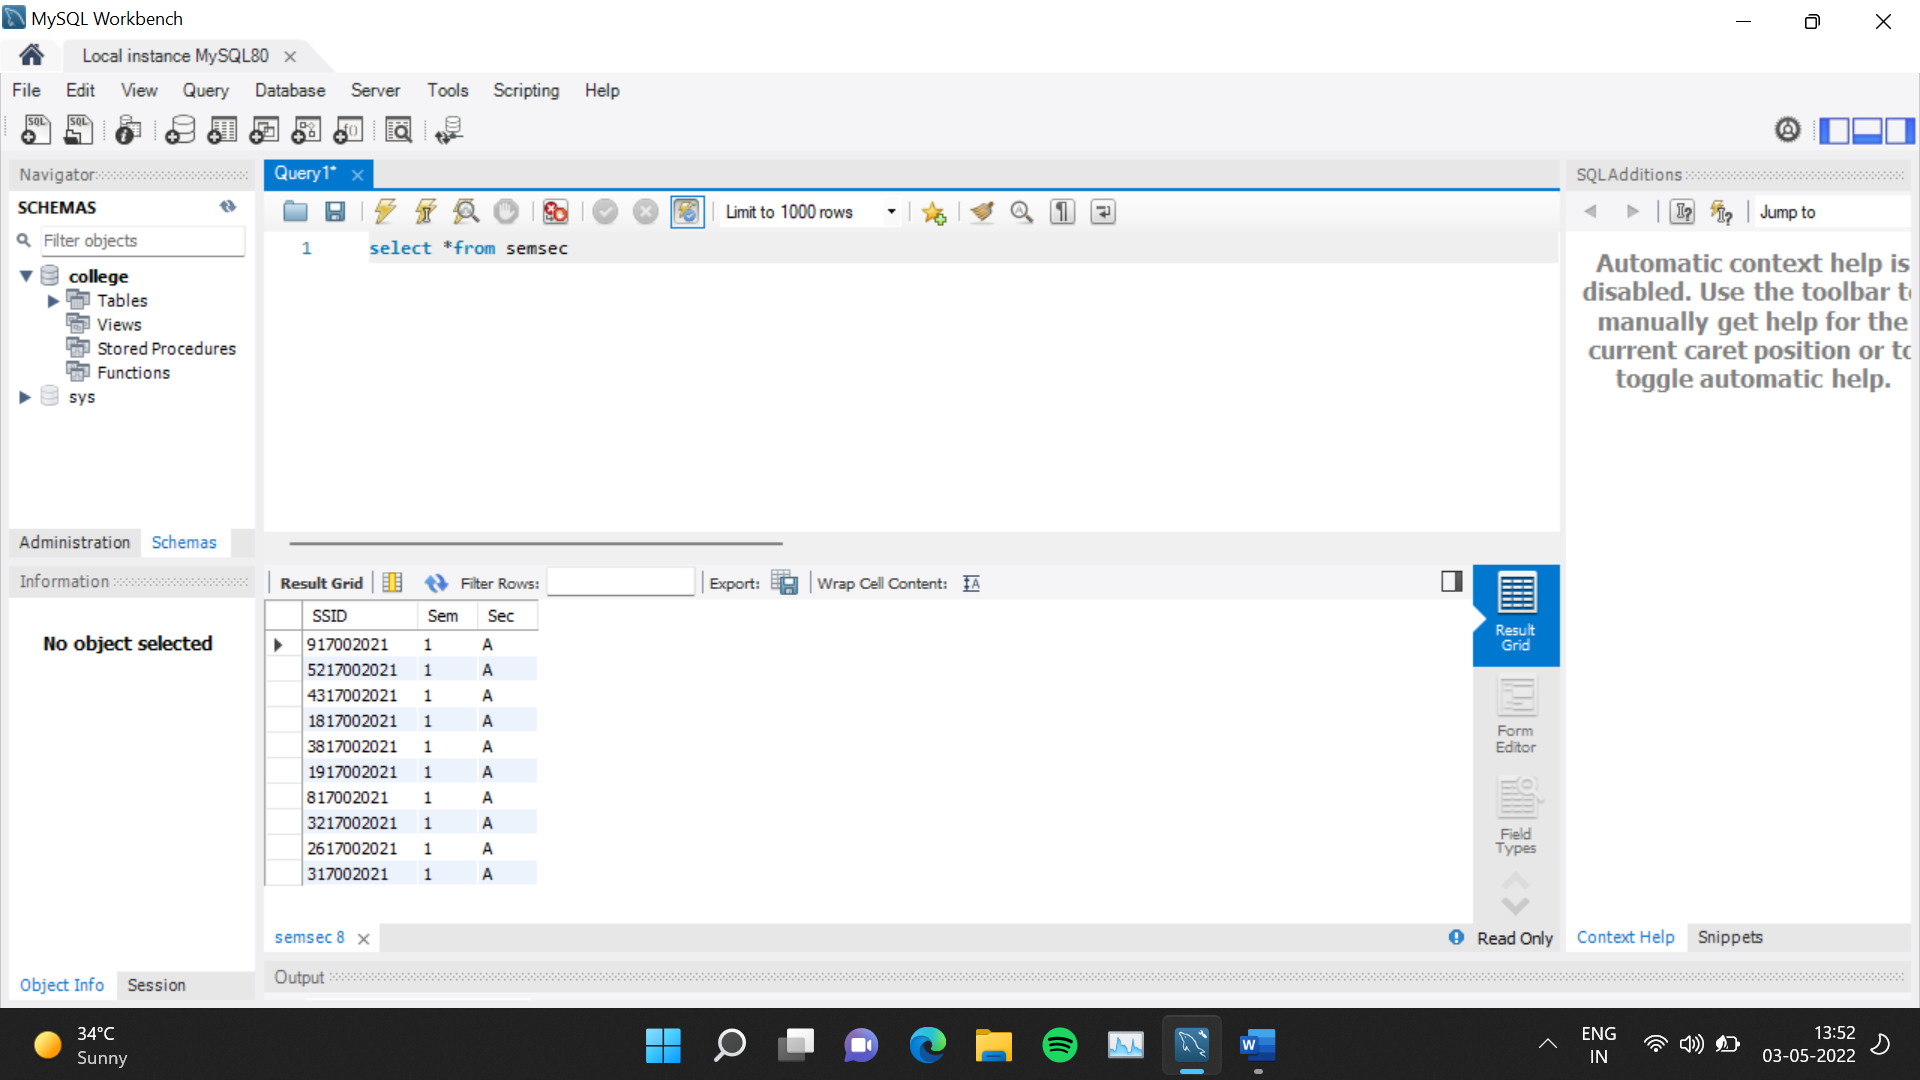 MySQL Workbench
Local instance MySQL80
File Edit View Query Database Server Tools Scripting Help
Navigator
SCHEMAS
Filter objects
college
Tables
Views
Stored Procedures
Functions
sys
Administration Schemas
Information
No object selected
Object Info Session
Query1*
Limit to 1000 rows
1 select *from semsec
Result Grid Filter Rows: Export: Wrap Cell Content:
SSID Sem Sec
917002021 1 A
5217002021 1 A
4317002021 1 A
1817002021 1 A
3817002021 1 A
1917002021 1 A
817002021 1 A
3217002021 1 A
2617002021 1 A
317002021 1 A
Result
Grid
Form
Editor
Field
Types
semsec 8
Read Only
Output
SQLAdditions
Jump to
Automatic context help is
disabled. Use the toolbar t
manually get help for the
current caret position or to
toggle automatic help.
Context Help Snippets
34°C
Sunny
ENG
IN
13:52
03-05-2022